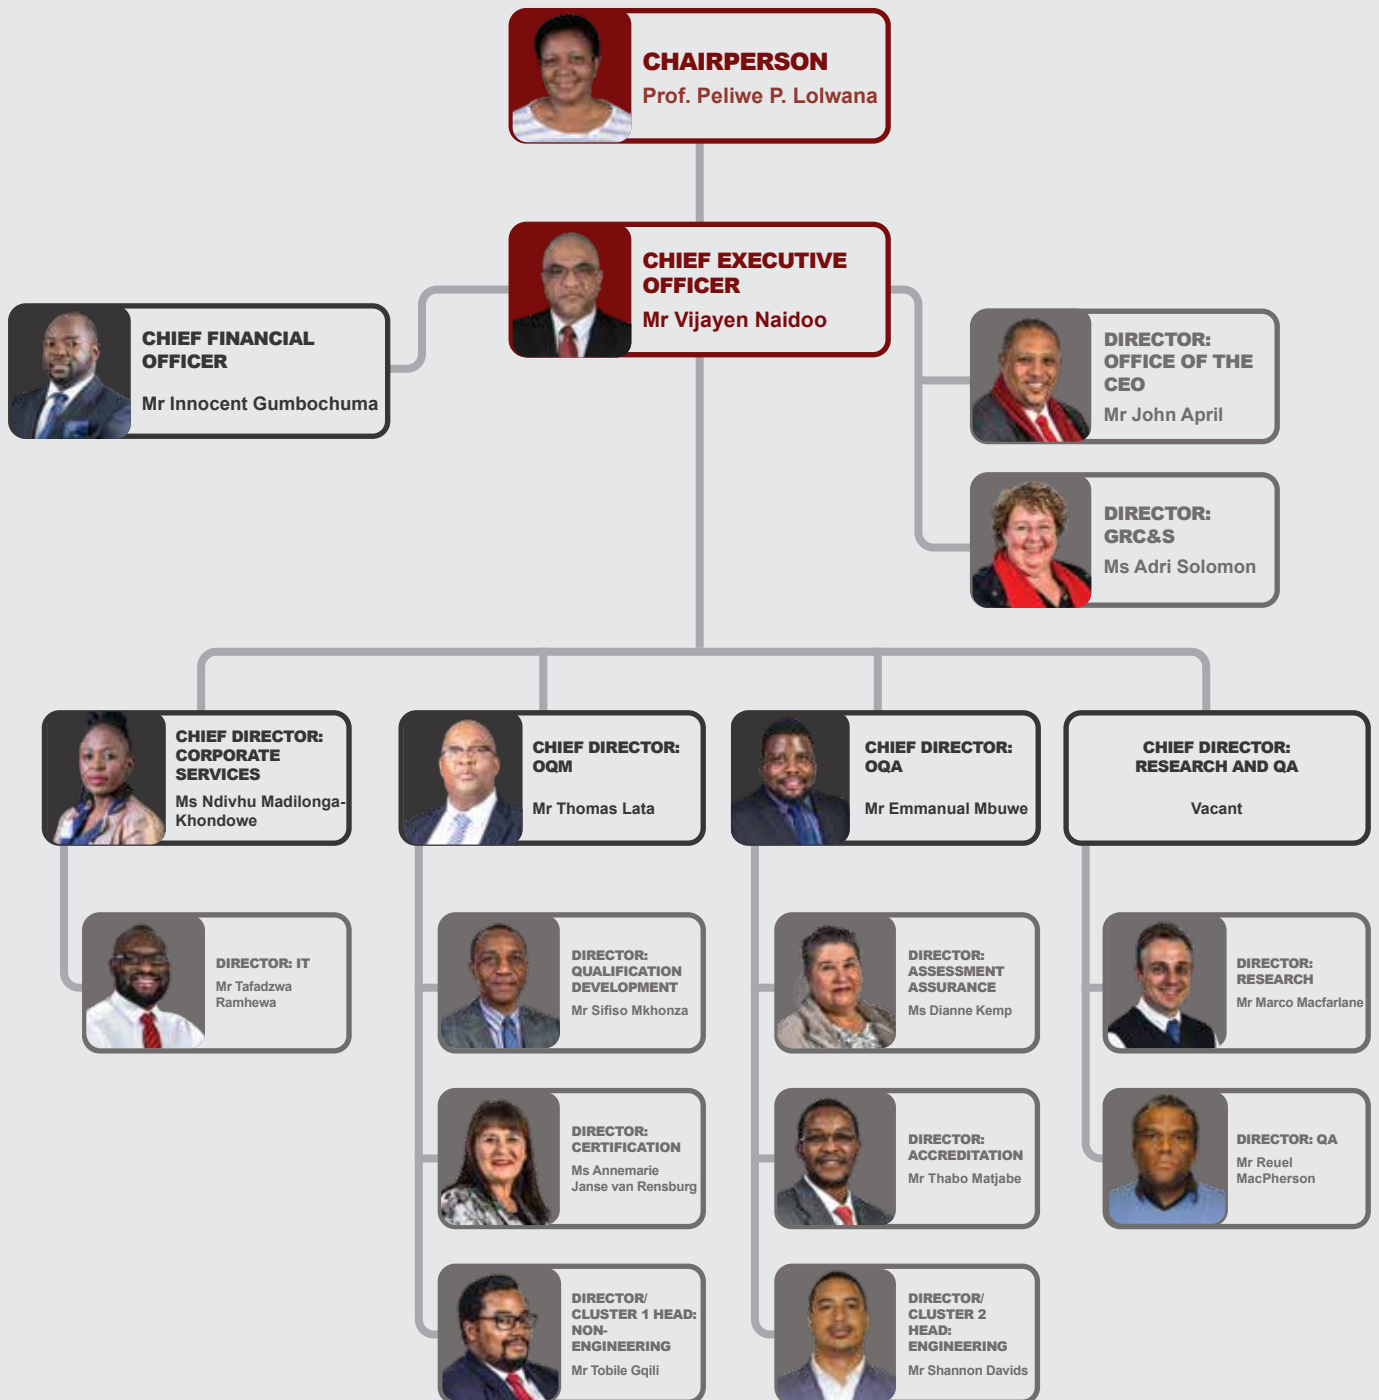 CHAIRPERSON
Prof. Peliwe P. Lolwana
CHIEF EXECUTIVE
OFFICER
Mr Vijayen Naidoo
CHIEF FINANCIAL
OFFICER
Mr Innocent Gumbochuma
DIRECTOR:
OFFICE OF THE
CEO
Mr John April
DIRECTOR:
GRC&S
Ms Adri Solomon
CHIEF DIRECTOR:
CORPORATE
SERVICES
Ms Ndivhu Madilonga-
Khondowe
CHIEF DIRECTOR:
OQM
Mr Thomas Lata
CHIEF DIRECTOR:
OQA
Mr Emmanual Mbuwe
CHIEF DIRECTOR:
RESEARCH AND QA
Vacant
DIRECTOR: IT
Mr Tafadzwa
Ramhewa
DIRECTOR:
QUALIFICATION
DEVELOPMENT
Mr Sifiso Mkhonza
DIRECTOR:
ASSESSMENT
ASSURANCE
Ms Dianne Kemp
DIRECTOR:
RESEARCH
Mr Marco Macfarlane
DIRECTOR:
CERTIFICATION
Ms Annemarie
Janse van Rensburg
DIRECTOR:
ACCREDITATION
Mr Thabo Matjabe
DIRECTOR: QA
Mr Reuel
MacPherson
DIRECTOR/
CLUSTER 1 HEAD:
NON-
ENGINEERING
Mr Tobile Gqili
DIRECTOR/
CLUSTER 2
HEAD:
ENGINEERING
Mr Shannon Davids